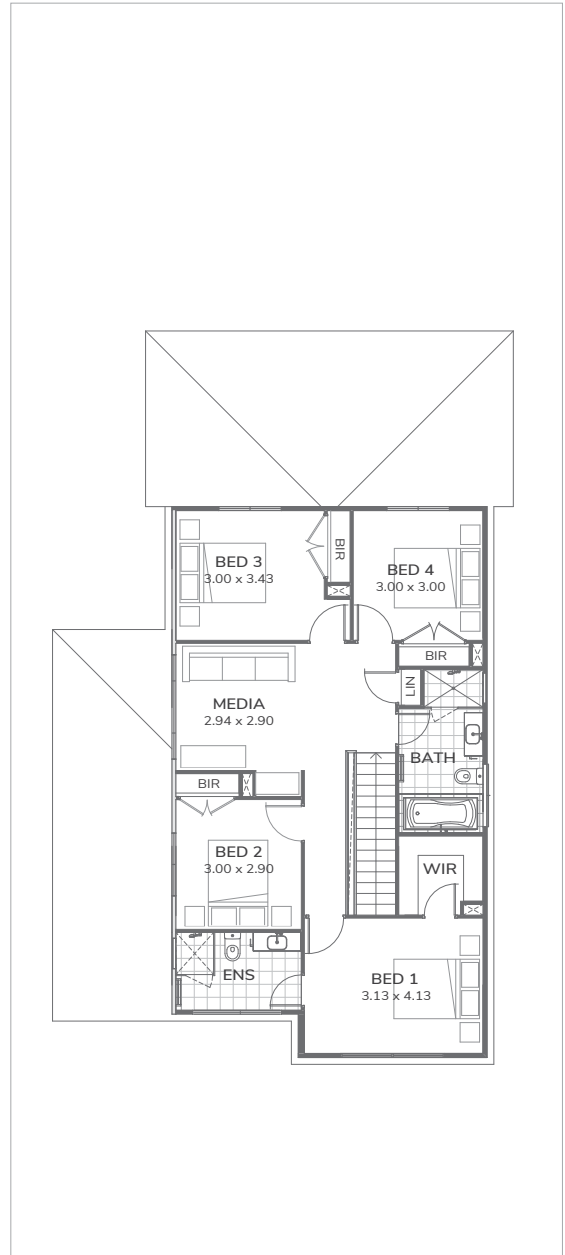 BED 3
3.00 x 3.43
BIR
BED 4
3.00 x 3.00
BIR
LIN
MEDIA
2.94 x 2.90
BATH
BIR
BED 2
3.00 x 2.90
WIR
ENS
BED 1
3.13 x 4.13